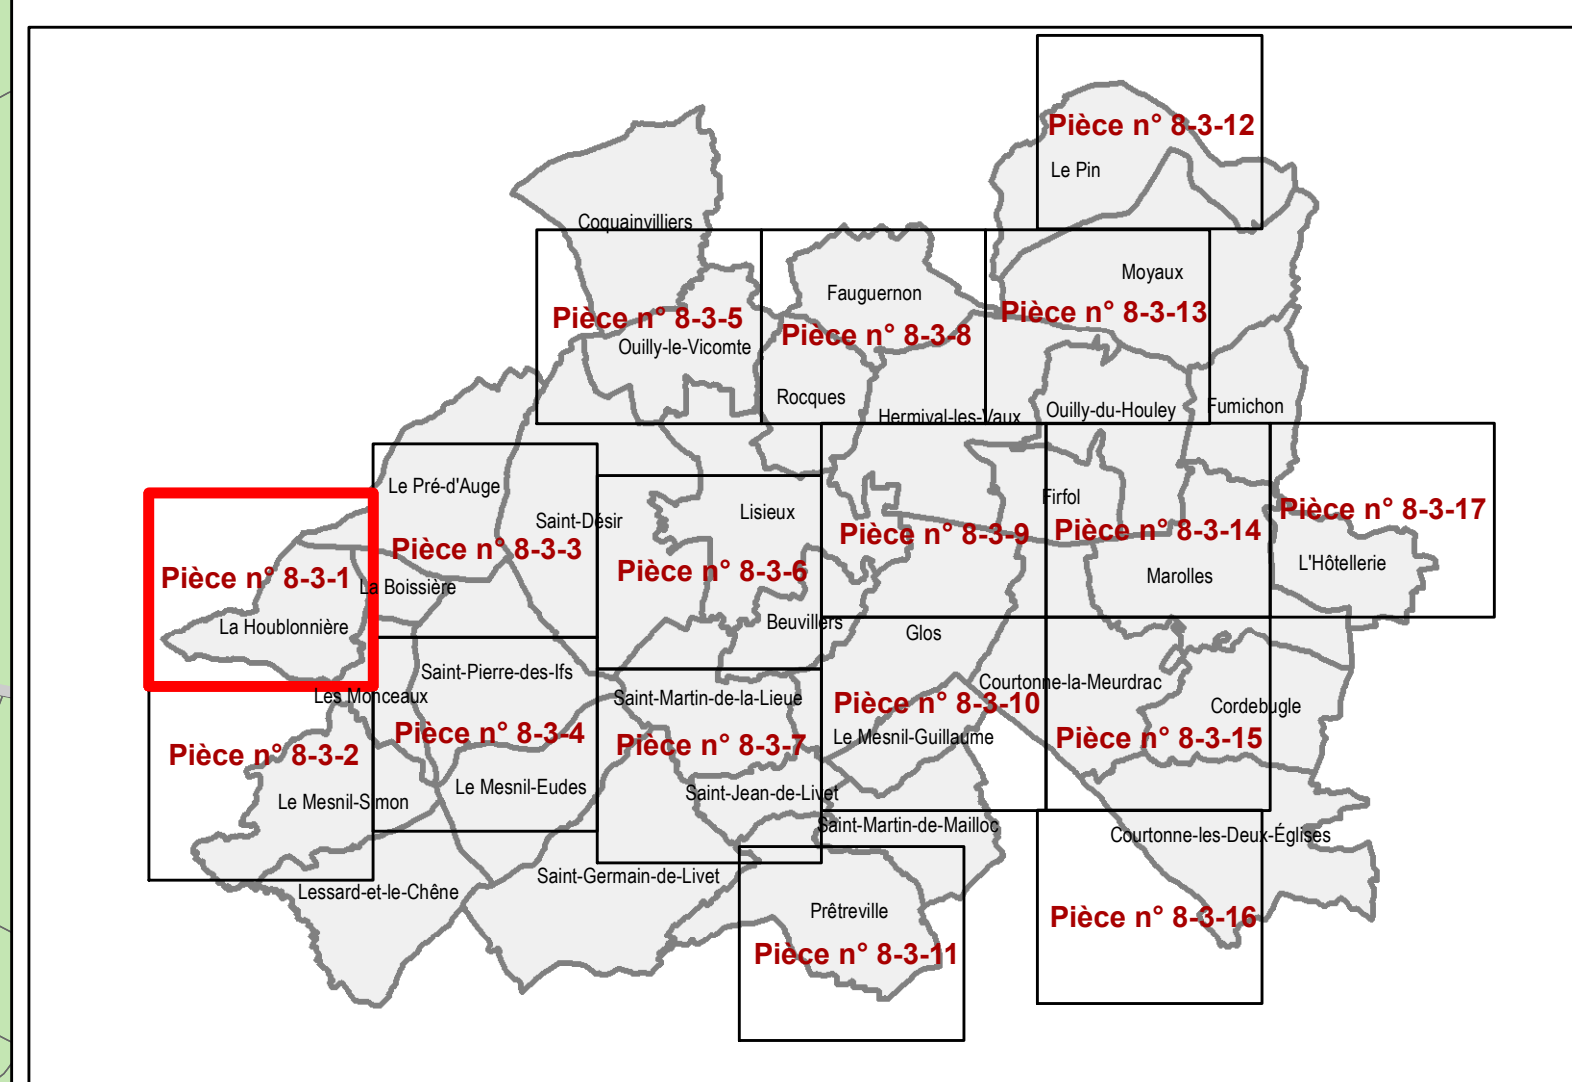 Pièce n° 8-3-12
Le Pin
Coquainvilliers
Moyaux
Fauguernon
Pièce n° 8-3-5
Pièce n° 8-3-13
Pièce n° 8-3-8
Ouilly-le-Vicomte
Rocques
Hermival-les-Vaux
Ouilly-du-Houley
Fumichon
Le Pré-d'Auge
Saint-Désir
Lisieux
Firfol
Pièce n° 8-3-17
Pièce n° 8-3-3
Pièce n° 8-3-9
Pièce n° 8-3-14
L'Hôtellerie
Pièce n° 8-3-1
La Boissière
Pièce n° 8-3-6
Marolles
La Houblonnière
Beuvillers
Glos
Saint-Pierre-des-Ifs
Les Monceaux
Saint-Martin-de-la-Lieue
Courtonne-la-Meurdrac
Pièce n° 8-3-10
Cordebugle
Pièce n° 8-3-2
Pièce n° 8-3-4
Pièce n° 8-3-7
Le Mesnil-Guillaume
Pièce n° 8-3-15
Le Mesnil-Simon
Le Mesnil-Eudes
Saint-Jean-de-Livet
Saint-Martin-de-Mailloc
Courtonne-les-Deux-Églises
Lessard-et-le-Chêne
Saint-Germain-de-Livet
Prêtreville
Pièce n° 8-3-16
Pièce n° 8-3-11